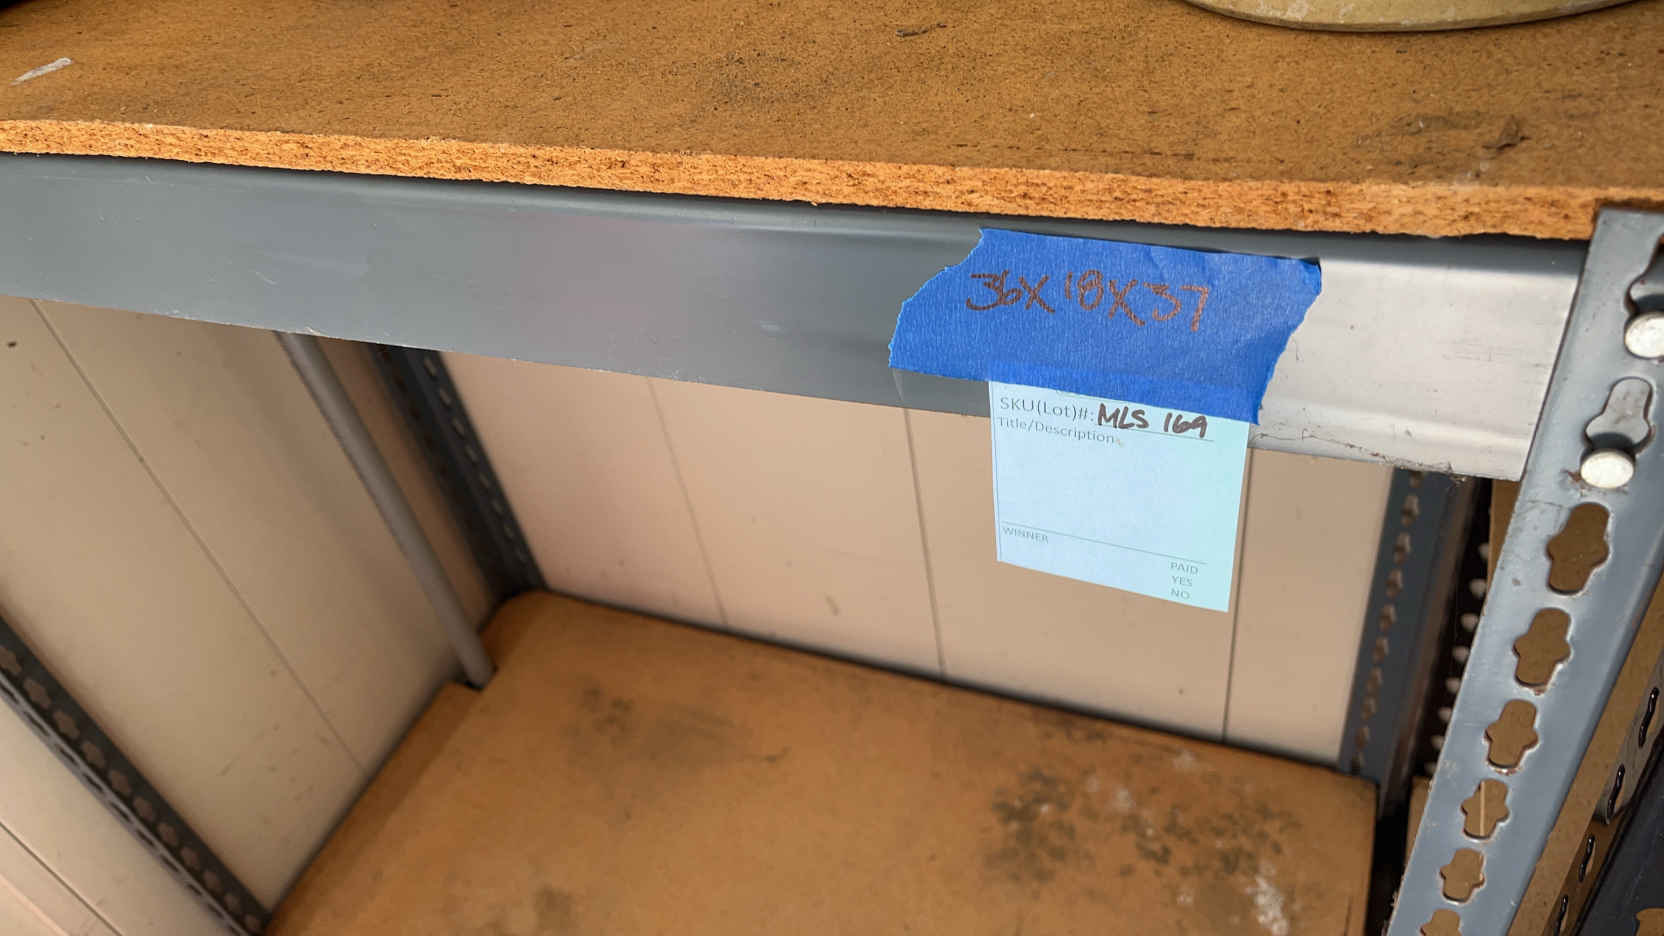 36X18X37
SKU(Lot)#: MLS 169
Title/Description
WINNER
PAID
YES
NO